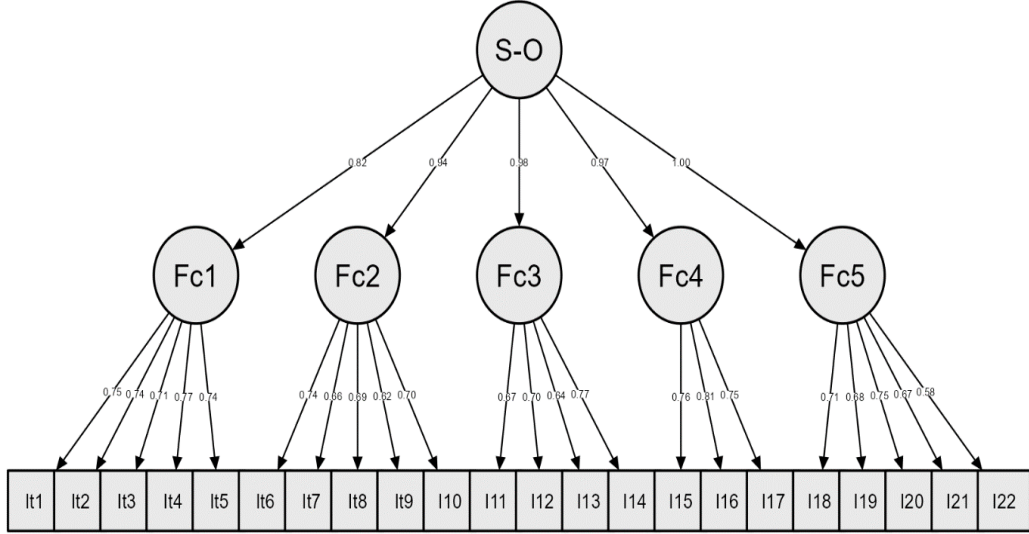 S-O
0.82 0.94 0.98 0.97 1.00
Fc1 Fc2 Fc3 Fc4 Fc5
0.75 0.74 0.71 0.77 0.74 0.74 0.66 0.69 0.62 0.70 0.67 0.70 0.64 0.77 0.76 0.81 0.75 0.71 0.68 0.75 0.67 0.58
It1 It2 It3 It4 It5 It6 It7 It8 It9 I10 I11 I12 I13 I14 I15 I16 I17 I18 I19 I20 I21 I22